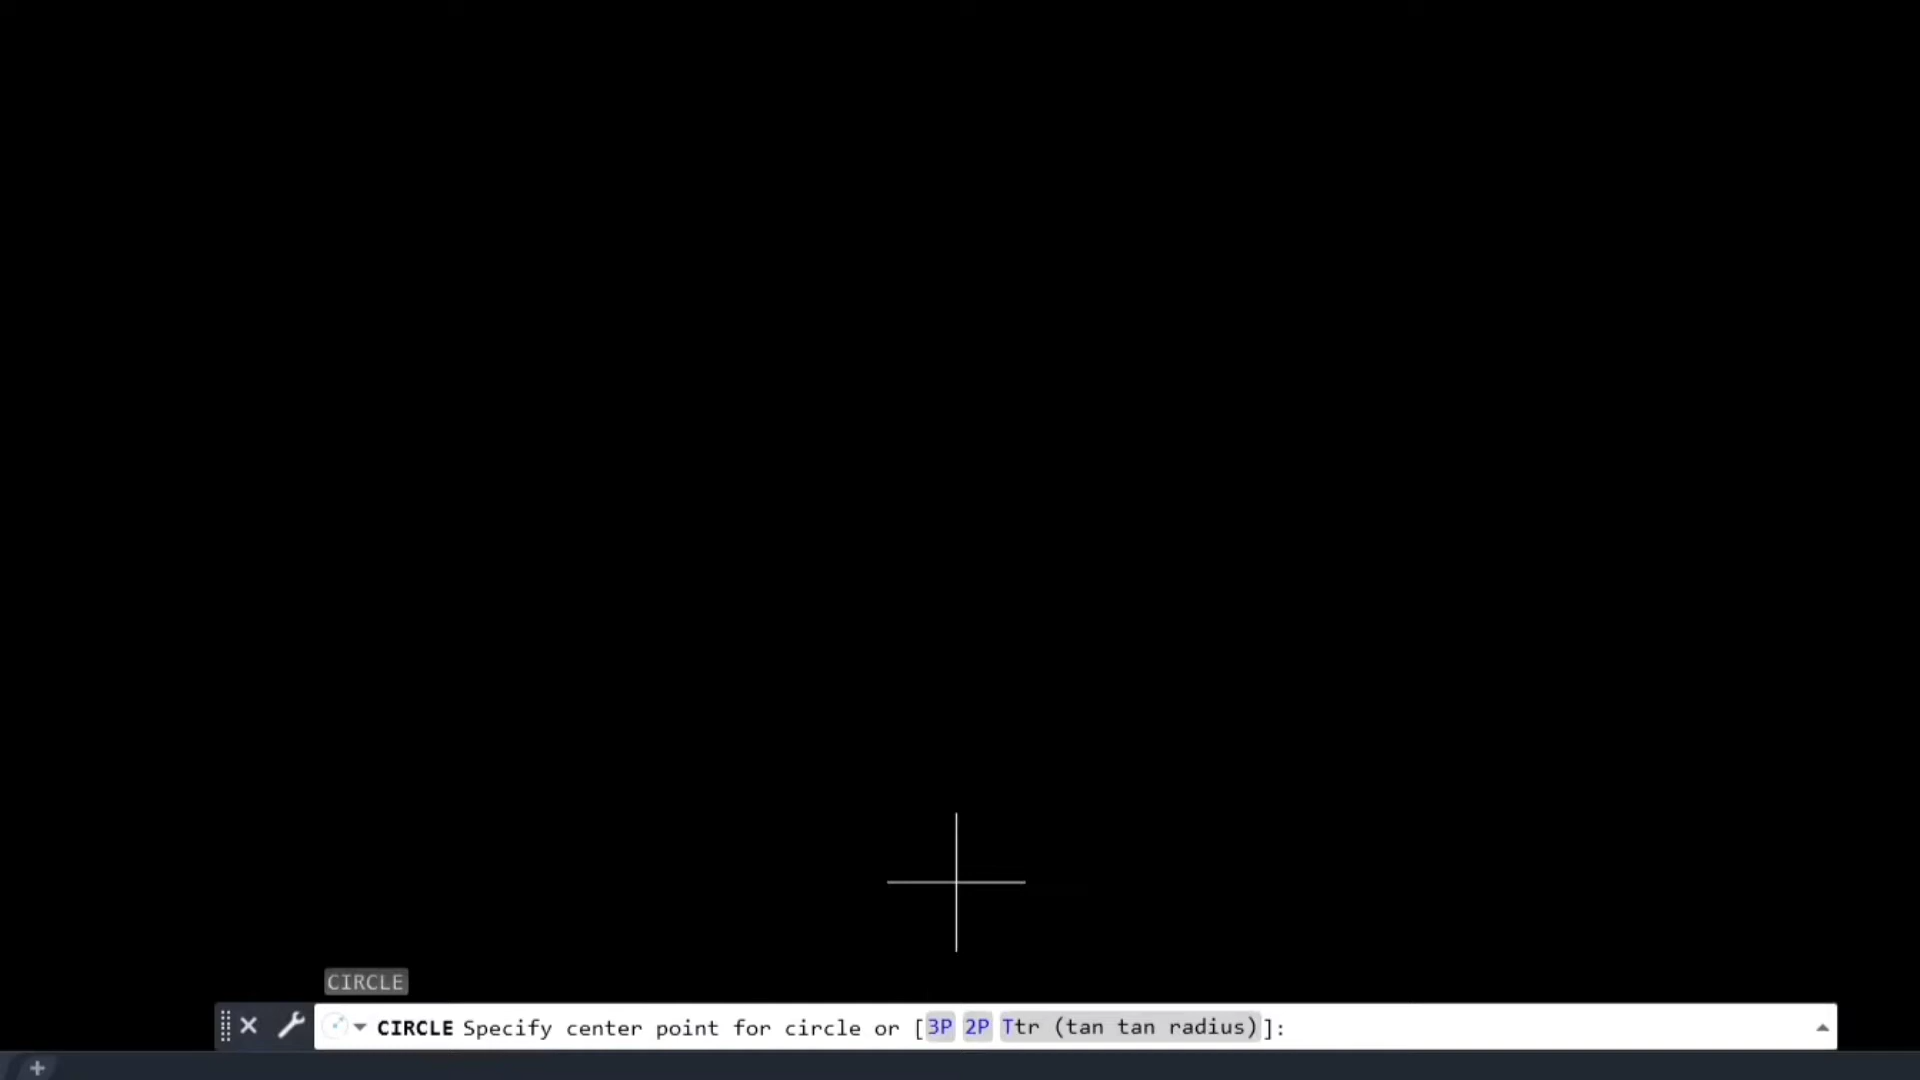 CIRCLE
CIRCLE Specify center point for circle or [3P 2P Ttr (tan tan radius)]: